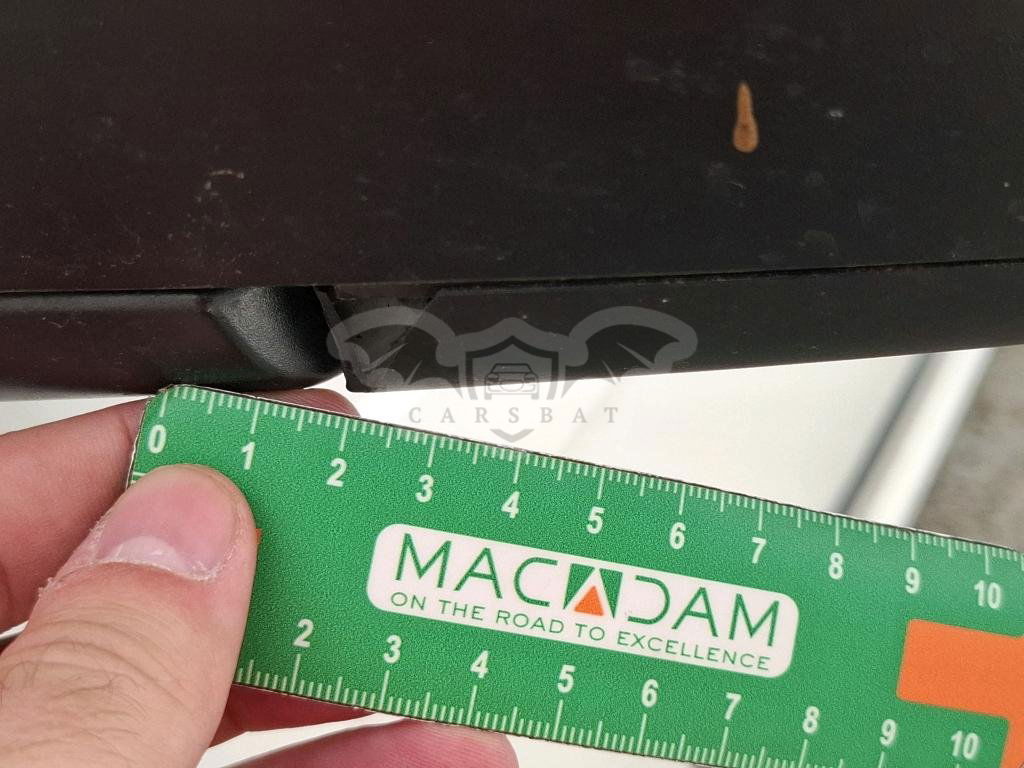 CARSBAT
0 1 2 3 4 5 6 7 8 9 10
MACADAM
ON THE ROAD TO EXCELLENCE
2 3 4 5 6 7 8 9 10